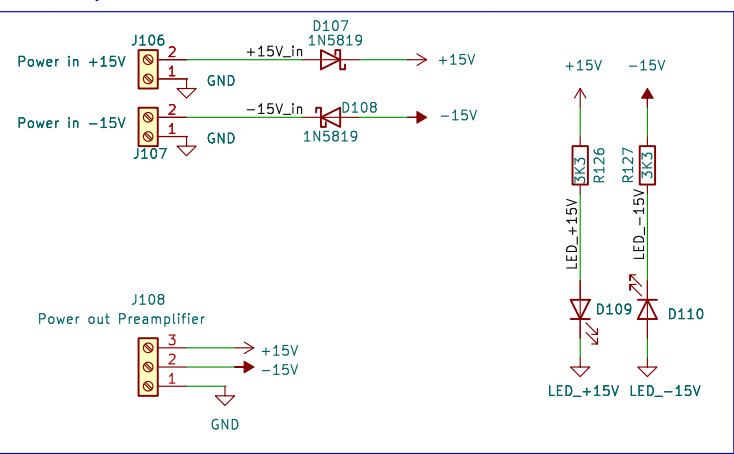 D107
J106
1N5819
2
+15V_in
Power in +15V
+15V
1
GND
+15V
-15V
2
-15V_in
D108
-15V
Power in -15V
1
GND
1N5819
J107
3K3
R126
R127
3K3
LED_+15V
LED_-15V
J108
D109
D110
Power out Preamplifier
3
+15V
2
-15V
1
LED_+15V
LED_-15V
GND